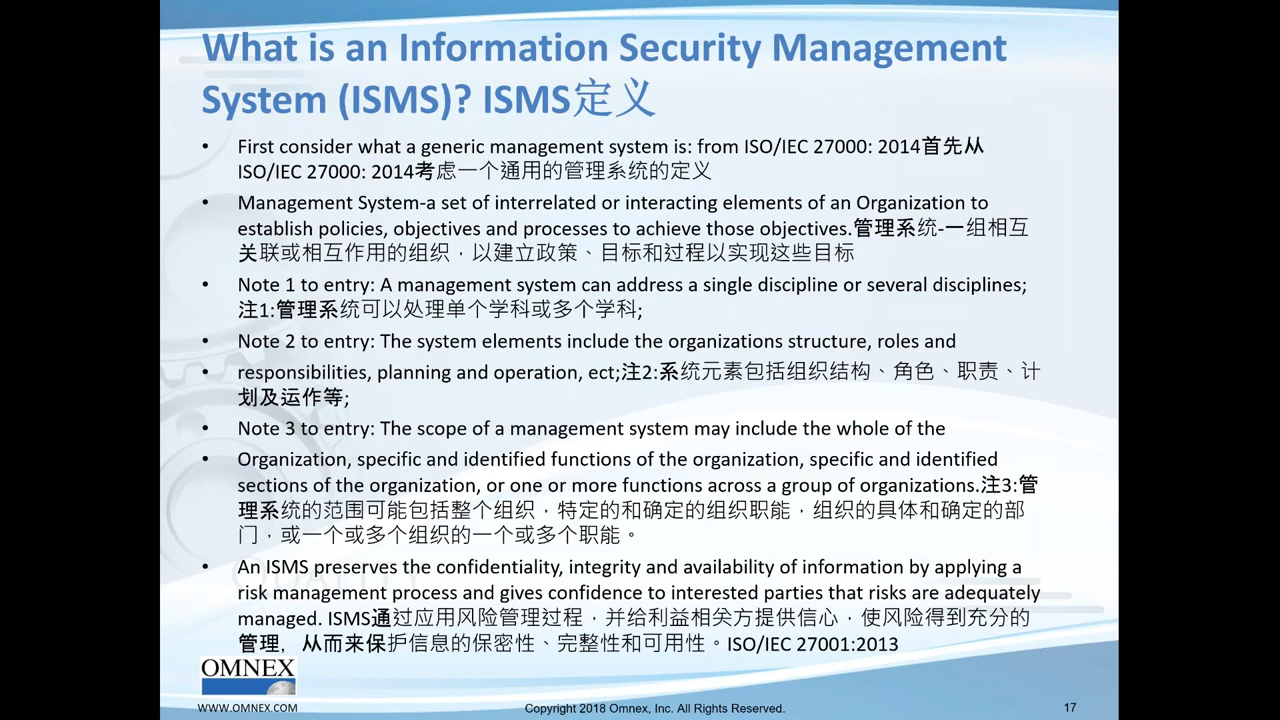 What is an Information Security Management
System (ISMS)? ISMS定义
• First consider what a generic management system is: from ISO/IEC 27000: 2014首先从
ISO/IEC 27000: 2014考虑一个通用的管理系统的定义
• Management System-a set of interrelated or interacting elements of an Organization to
establish policies, objectives and processes to achieve those objectives.管理系统-一组相互
关联或相互作用的组织，以建立政策、目标和过程以实现这些目标
• Note 1 to entry: A management system can address a single discipline or several disciplines;
注1:管理系统可以处理单个学科或多个学科;
• Note 2 to entry: The system elements include the organizations structure, roles and
• responsibilities, planning and operation, ect;注2:系统元素包括组织结构、角色、职责、计
划及运作等;
• Note 3 to entry: The scope of a management system may include the whole of the
• Organization, specific and identified functions of the organization, specific and identified
sections of the organization, or one or more functions across a group of organizations.注3:管
理系统的范围可能包括整个组织，特定的和确定的组织职能，组织的具体和确定的部
门，或一个或多个组织的一个或多个职能。
• An ISMS preserves the confidentiality, integrity and availability of information by applying a
risk management process and gives confidence to interested parties that risks are adequately
managed. ISMS通过应用风险管理过程，并给利益相关方提供信心，使风险得到充分的
管理，从而来保护信息的保密性、完整性和可用性。ISO/IEC 27001:2013
QUALITY
OMNEX
WWW.OMNEX.COM
Copyright 2018 Omnex, Inc. All Rights Reserved.
17